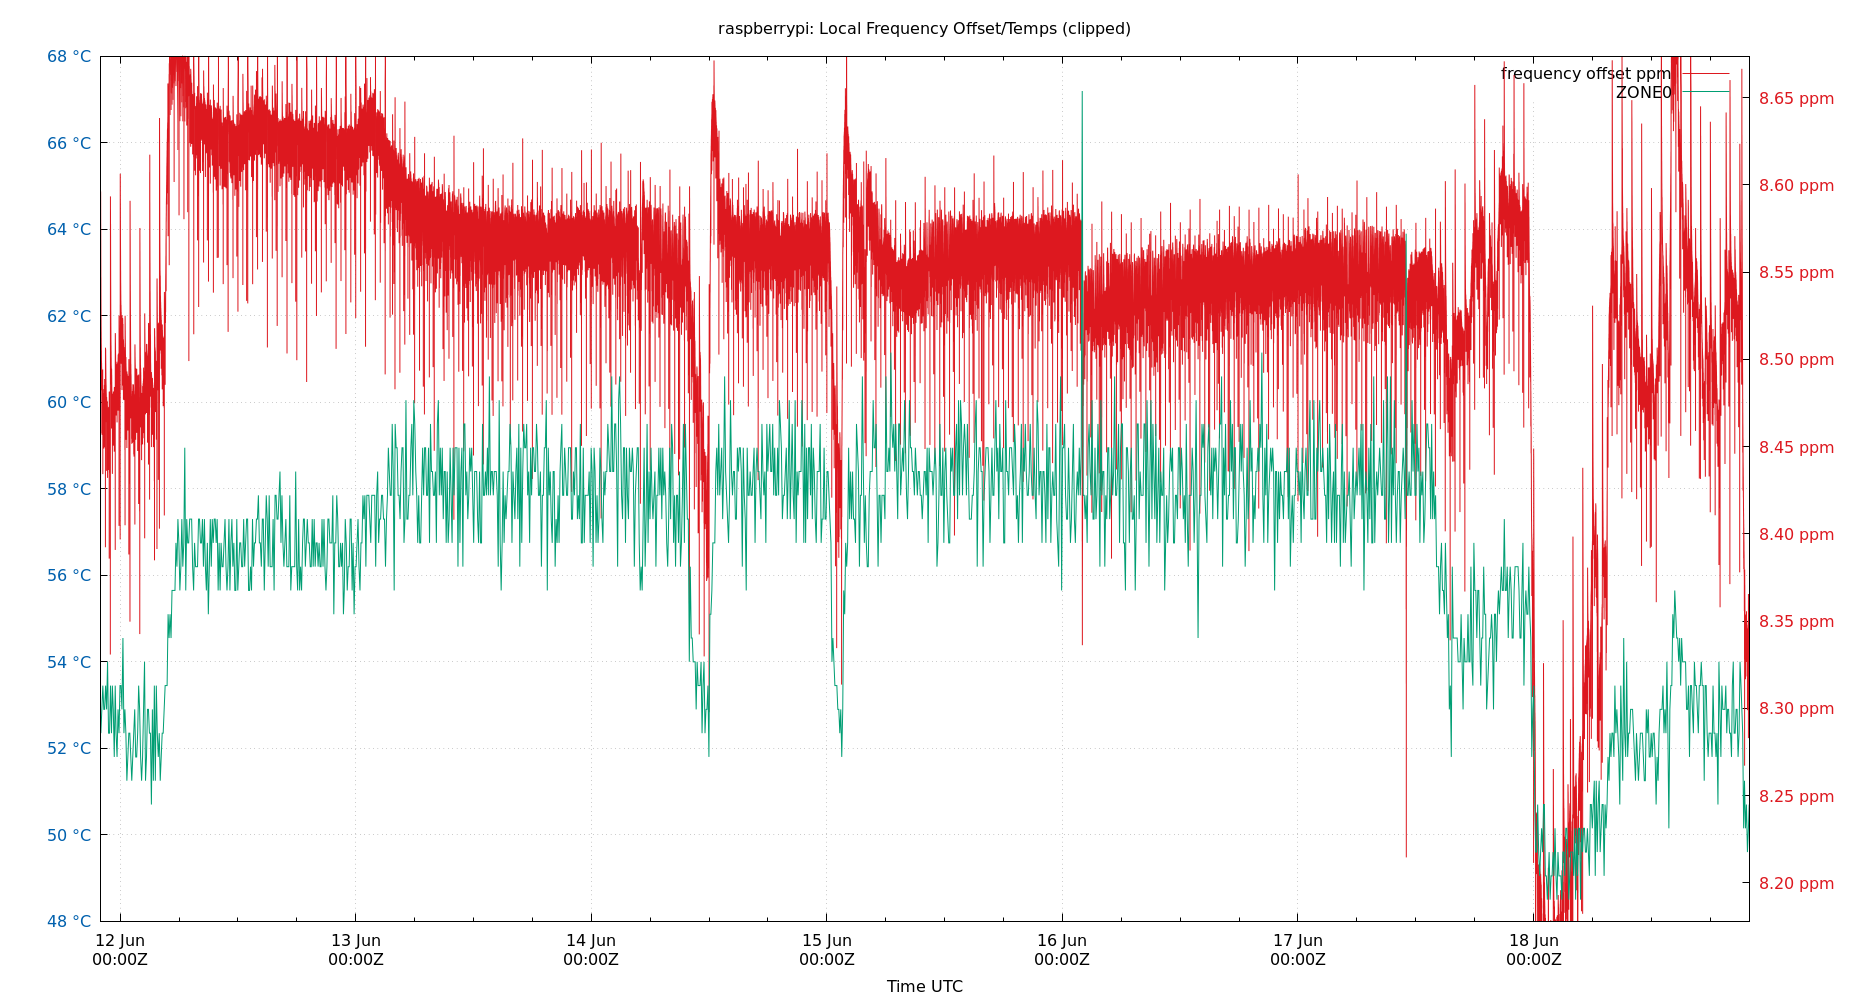 raspberrypi: Local Frequency Offset/Temps (clipped)
68 °C
66 °C
64 °C
62 °C
60 °C
58 °C
56 °C
54 °C
52 °C
50 °C
48 °C
frequency offset ppm
ZONE0
8.65 ppm
8.60 ppm
8.55 ppm
8.50 ppm
8.45 ppm
8.40 ppm
8.35 ppm
8.30 ppm
8.25 ppm
8.20 ppm
12 Jun
00:00Z
13 Jun
00:00Z
14 Jun
00:00Z
15 Jun
00:00Z
16 Jun
00:00Z
17 Jun
00:00Z
18 Jun
00:00Z
Time UTC